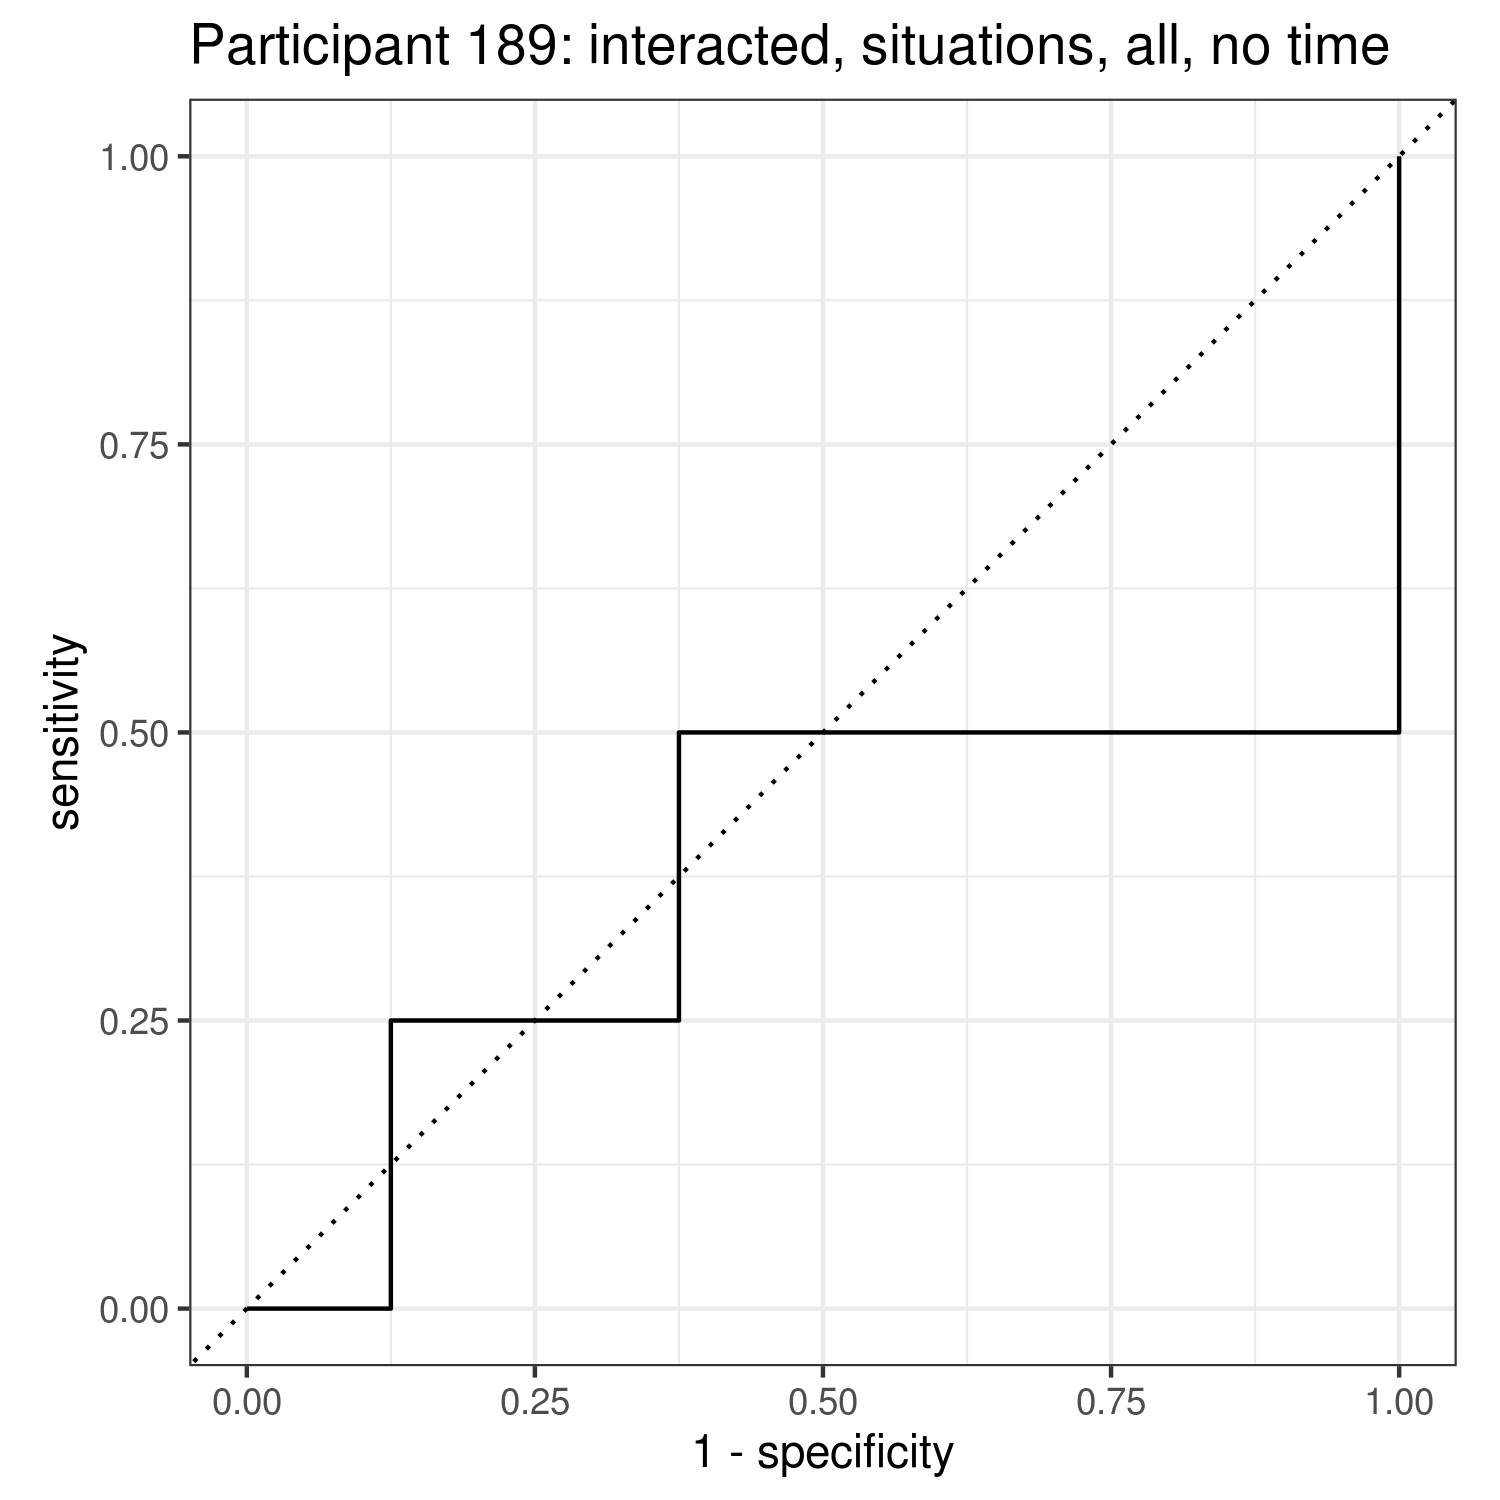 Participant 189: interacted, situations, all, no time
1.00
0.75
0.50
0.25
0.00
sensitivity
0.00 0.25 0.50 0.75 1.00
1 - specificity